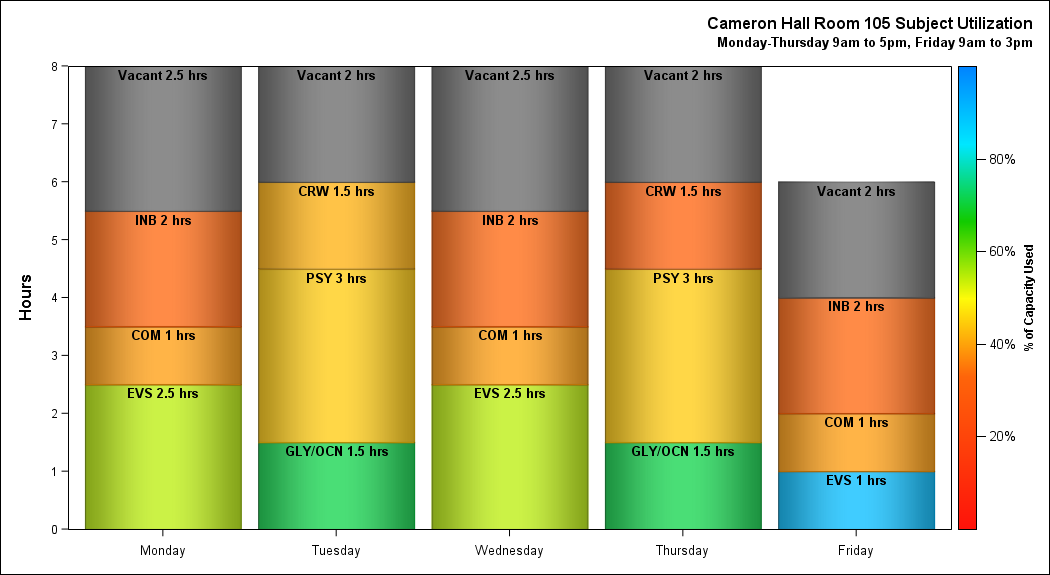 Cameron Hall Room 105 Subject Utilization
Monday-Thursday 9am to 5pm, Friday 9am to 3pm
Hours
8
7
6
5
4
3
2
1
0
Vacant 2.5 hrs
INB 2 hrs
COM 1 hrs
EVS 2.5 hrs
Monday
Vacant 2 hrs
CRW 1.5 hrs
PSY 3 hrs
GLY/OCN 1.5 hrs
Tuesday
Vacant 2.5 hrs
INB 2 hrs
COM 1 hrs
EVS 2.5 hrs
Wednesday
Vacant 2 hrs
CRW 1.5 hrs
PSY 3 hrs
GLY/OCN 1.5 hrs
Thursday
Vacant 2 hrs
INB 2 hrs
COM 1 hrs
EVS 1 hrs
Friday
80%
60%
40%
20%
% of Capacity Used